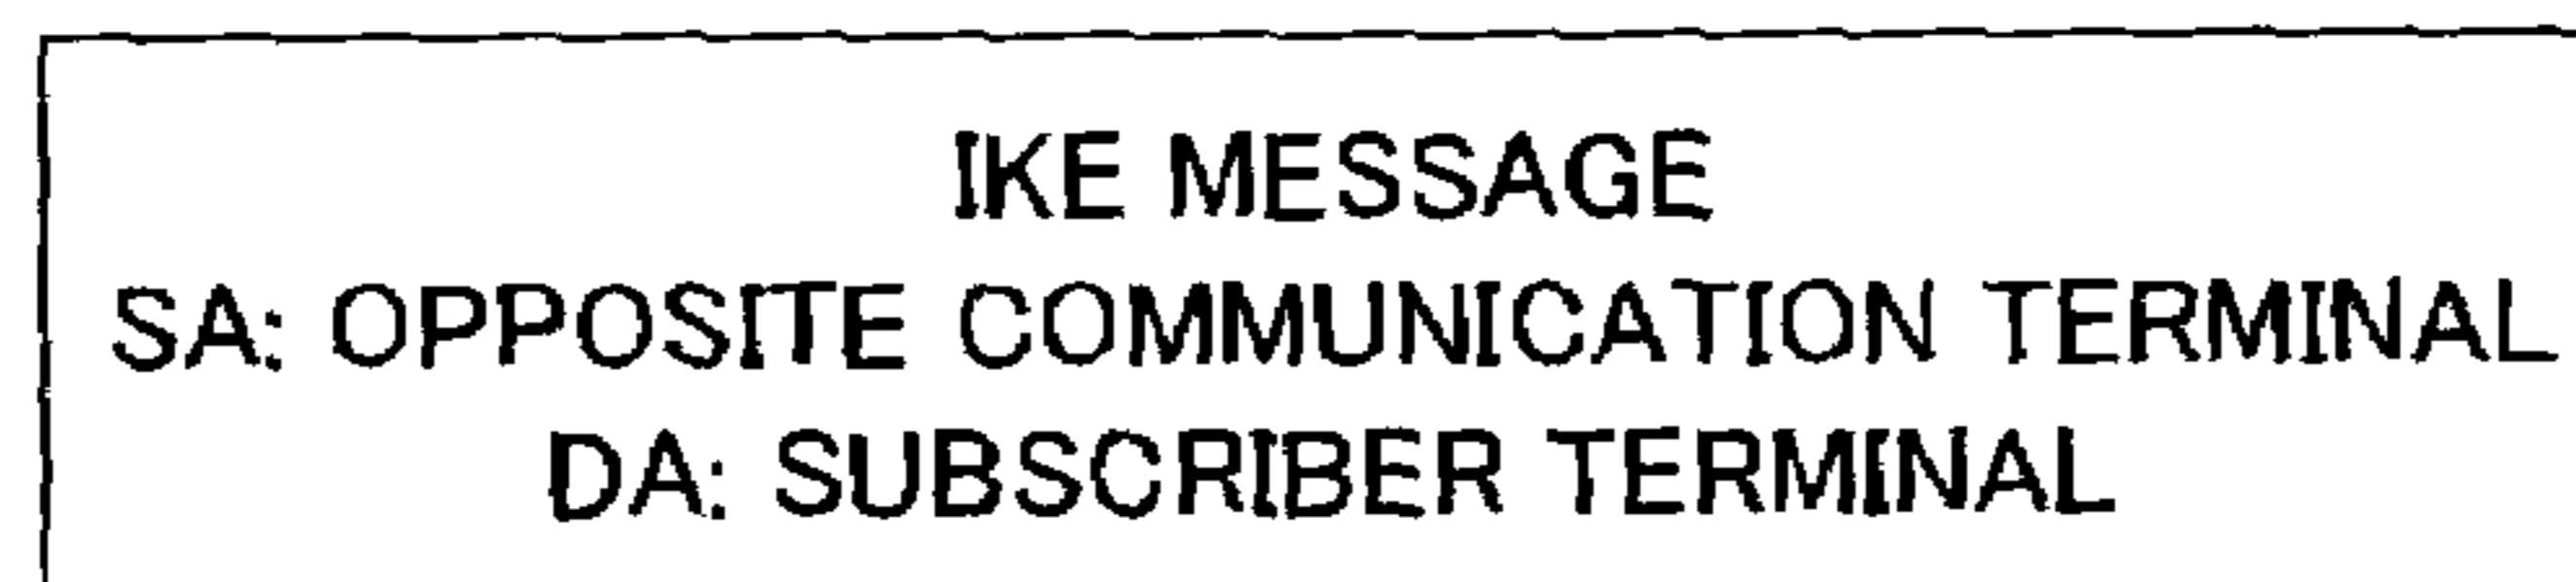 IKE MESSAGE
SA: OPPOSITE COMMUNICATION TERMINAL
DA: SUBSCRIBER TERMINAL